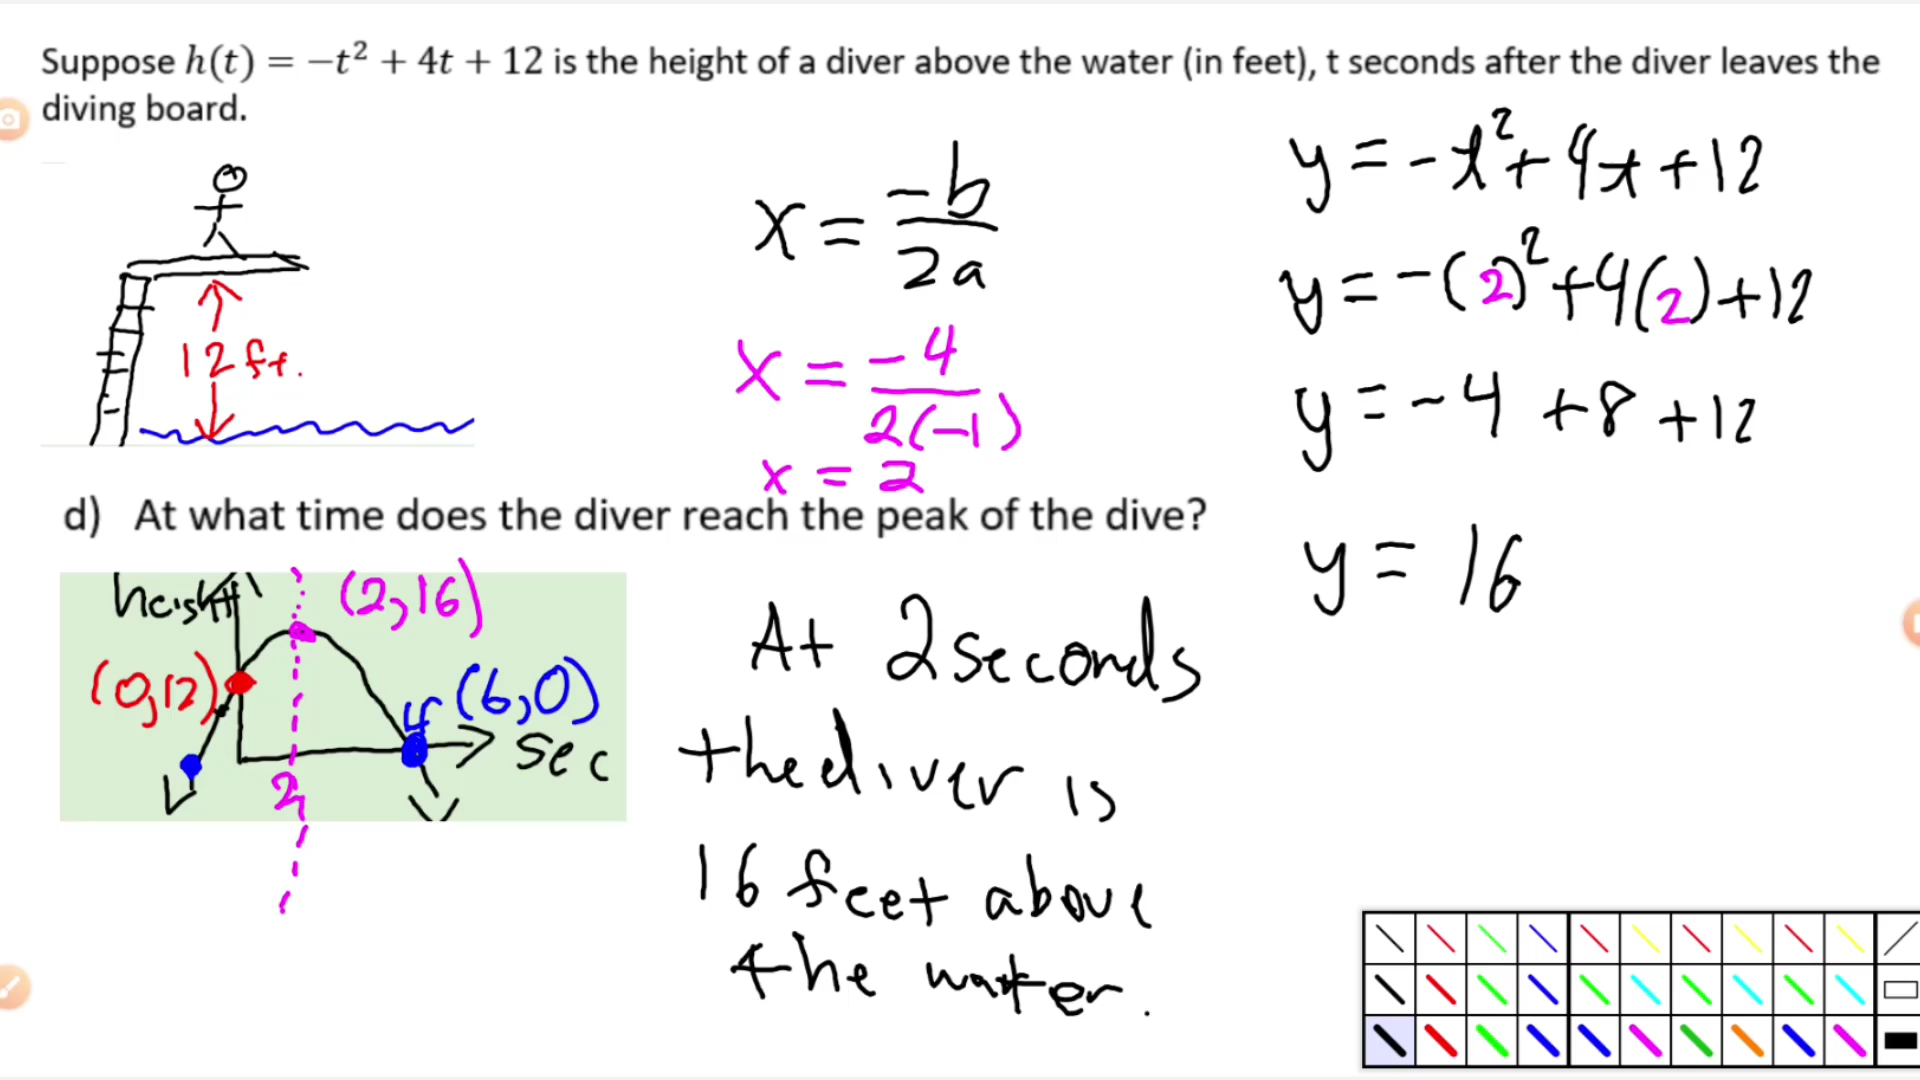 Suppose h(t) = −t² + 4t + 12 is the height of a diver above the water (in feet), t seconds after the diver leaves the
diving board.
12 ft.
x = -b/2a
x = -4/2(-1)
x = 2
y = -t² + 4t + 12
y = -(2)² + 4(2) + 12
y = -4 + 8 + 12
y = 16
d) At what time does the diver reach the peak of the dive?
height
(2,16)
(0,12)
(6,0)
sec
2
At 2 seconds
the diver is
16 feet above
the water.